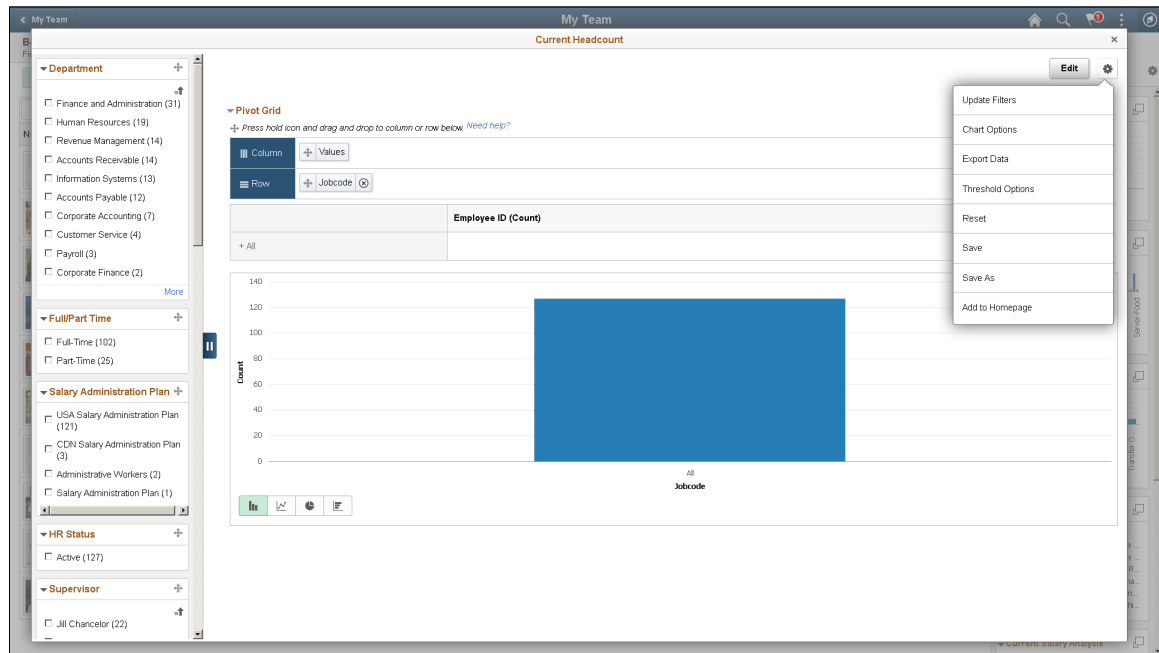 My Team
My Team
1
Current Headcount
×
Department
Finance and Administration (31)
Human Resources (19)
Revenue Management (14)
Accounts Receivable (14)
Information Systems (13)
Accounts Payable (12)
Corporate Accounting (7)
Customer Service (4)
Payroll (3)
Corporate Finance (2)
More
Full/Part Time
Full-Time (102)
Part-Time (25)
Salary Administration Plan
USA Salary Administration Plan
(121)
CDN Salary Administration Plan
(3)
Administrative Workers (2)
Salary Administration Plan (1)
HR Status
Active (127)
Supervisor
Jill Chancelor (22)
Edit
Pivot Grid
Press hold icon and drag and drop to column or row below. Need help?
Column
Values
Row
Jobcode
Employee ID (Count)
+ All
140
120
100
80
60
40
20
0
Count
All
Jobcode
Update Filters
Chart Options
Export Data
Threshold Options
Reset
Save
Save As
Add to Homepage
Server-Food
Current Salary Analysis